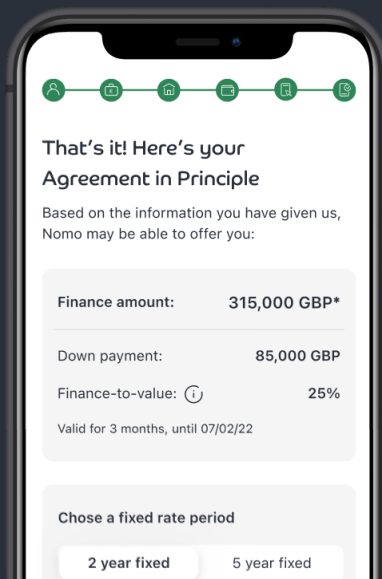 That's it! Here's your
Agreement in Principle
Based on the information you have given us,
Nomo may be able to offer you:
Finance amount: 315,000 GBP*
Down payment: 85,000 GBP
Finance-to-value: 25%
Valid for 3 months, until 07/02/22
Chose a fixed rate period
2 year fixed 5 year fixed